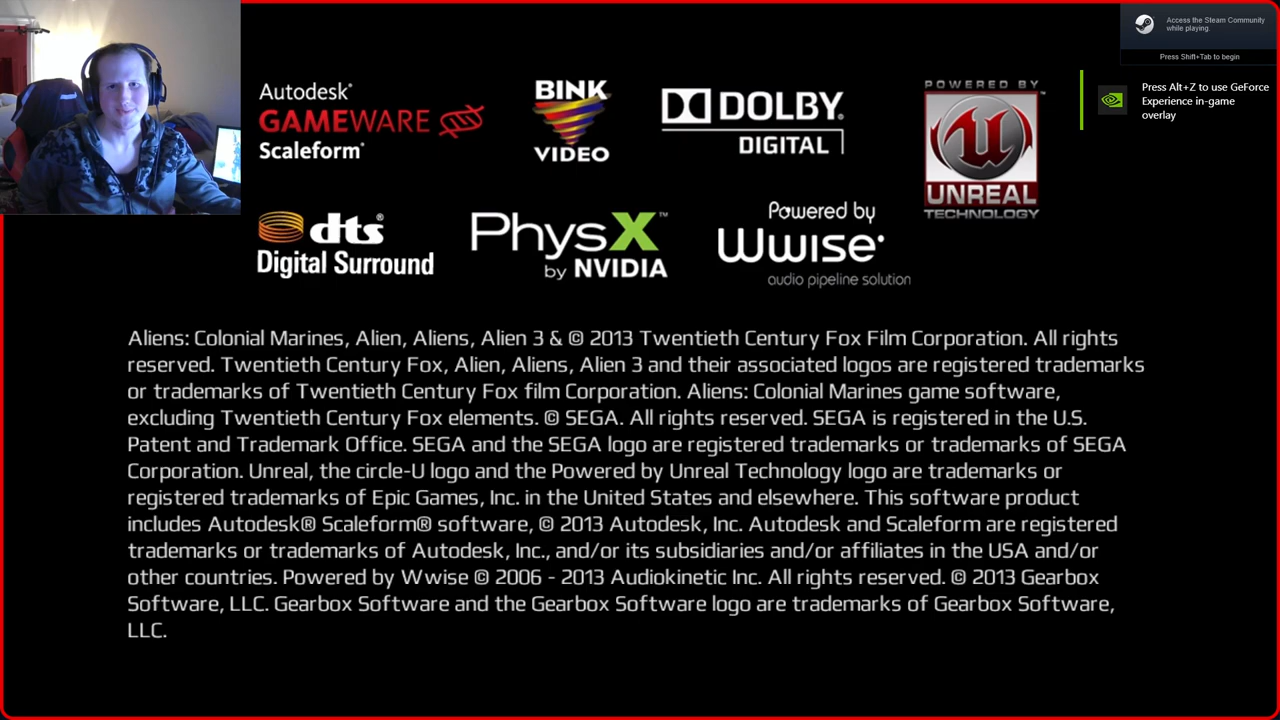 Access the Steam Community
while playing.
Press Shift+Tab to begin
Press Alt+Z to use GeForce
Experience in-game
overlay
Autodesk®
GAMEWARE
Scaleform®
BINK
VIDEO
DOLBY®
DIGITAL
POWERED BY
UNREAL™
TECHNOLOGY
dts®
Digital Surround
PhysX™
by NVIDIA
Powered by
Wwise®
audio pipeline solution
Aliens: Colonial Marines, Alien, Aliens, Alien 3 & © 2013 Twentieth Century Fox Film Corporation. All rights
reserved. Twentieth Century Fox, Alien, Aliens, Alien 3 and their associated logos are registered trademarks
or trademarks of Twentieth Century Fox film Corporation. Aliens: Colonial Marines game software,
excluding Twentieth Century Fox elements. © SEGA. All rights reserved. SEGA is registered in the U.S.
Patent and Trademark Office. SEGA and the SEGA logo are registered trademarks or trademarks of SEGA
Corporation. Unreal, the circle-U logo and the Powered by Unreal Technology logo are trademarks or
registered trademarks of Epic Games, Inc. in the United States and elsewhere. This software product
includes Autodesk® Scaleform® software, © 2013 Autodesk, Inc. Autodesk and Scaleform are registered
trademarks or trademarks of Autodesk, Inc., and/or its subsidiaries and/or affiliates in the USA and/or
other countries. Powered by Wwise © 2006 - 2013 Audiokinetic Inc. All rights reserved. © 2013 Gearbox
Software, LLC. Gearbox Software and the Gearbox Software logo are trademarks of Gearbox Software,
LLC.